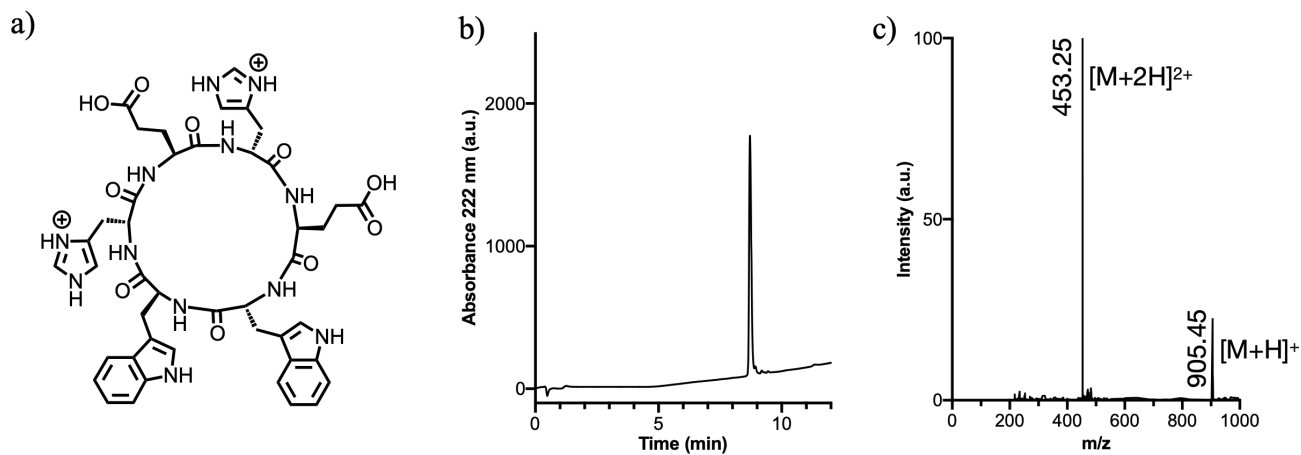 a)
HN
NH
⊕
O
HO
O
H
N
O
OH
HN
NH
O
O
⊕
HN
N
H
HN
O
O
NH
N
H
O
NH
NH
b)
Absorbance 222 nm (a.u.)
2000
1000
0
0
5
10
Time (min)
c)
Intensity (a.u.)
100
50
0
453.25
[M+2H]²⁺
905.45
[M+H]⁺
0
200
400
600
800
1000
m/z